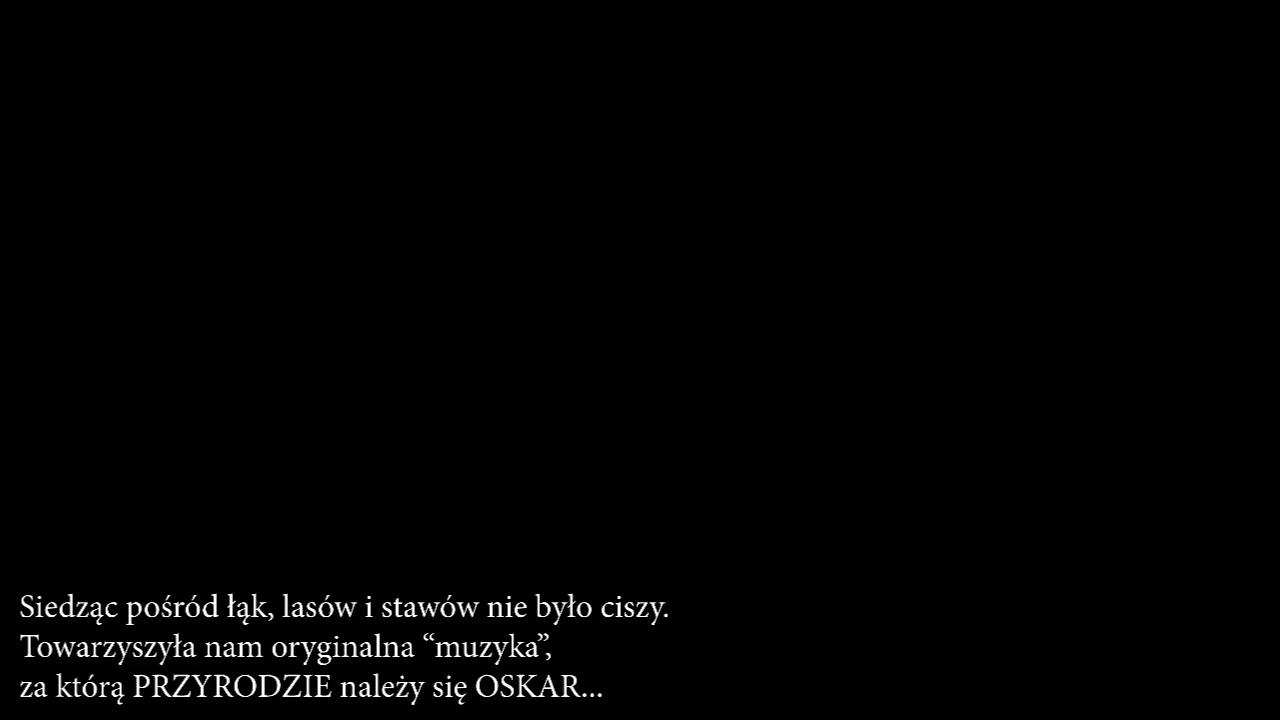 Siedząc pośród łąk, lasów i stawów nie było ciszy.
Towarzyszyła nam oryginalna “muzyka”,
za którą PRZYRODZIE należy się OSKAR...